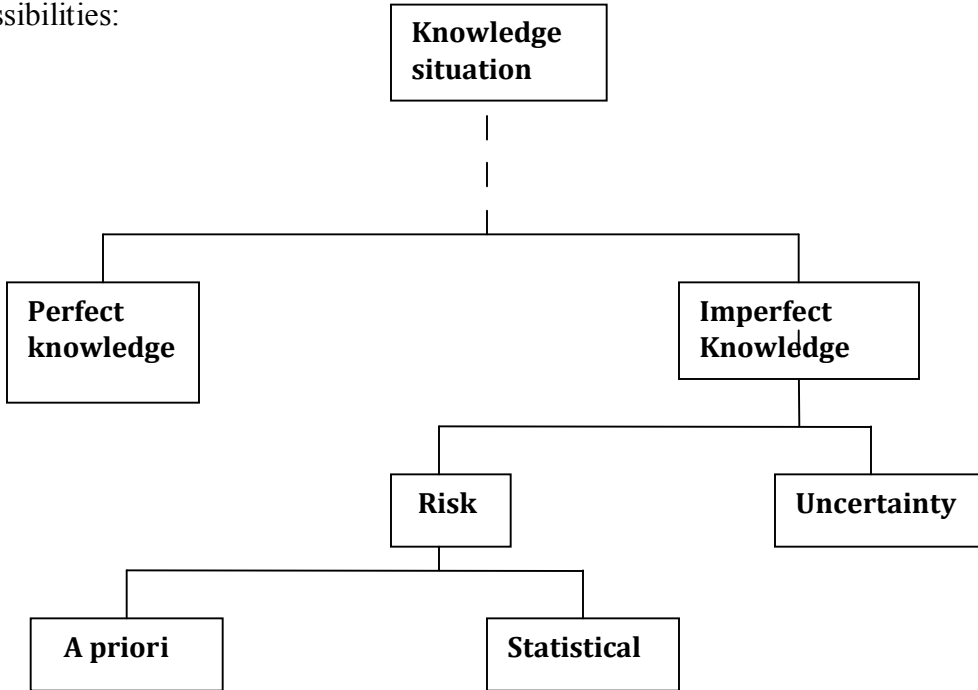 ssibilities:
Knowledge
situation
Perfect
knowledge
Imperfect
Knowledge
Risk
Uncertainty
A priori
Statistical